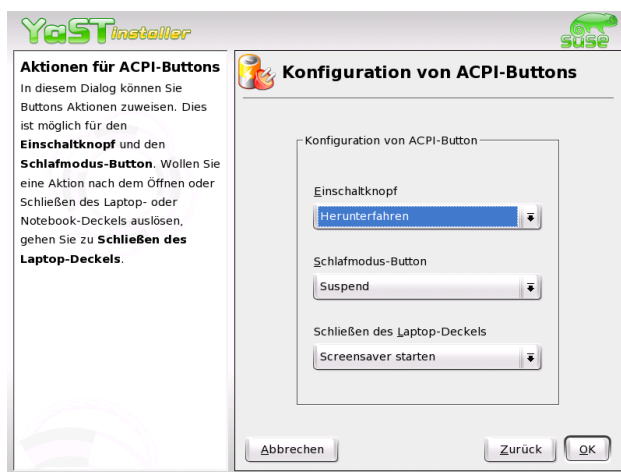 YaST installer
SUSE
Aktionen für ACPI-Buttons
In diesem Dialog können Sie
Buttons Aktionen zuweisen. Dies
ist möglich für den
Einschaltknopf und den
Schlafmodus-Button. Wollen Sie
eine Aktion nach dem Öffnen oder
Schließen des Laptop- oder
Notebook-Deckels auslösen,
gehen Sie zu Schließen des
Laptop-Deckels.
Konfiguration von ACPI-Buttons
Konfiguration von ACPI-Button
Einschaltknopf
Herunterfahren
Schlafmodus-Button
Suspend
Schließen des Laptop-Deckels
Screensaver starten
Abbrechen
Zurück
OK